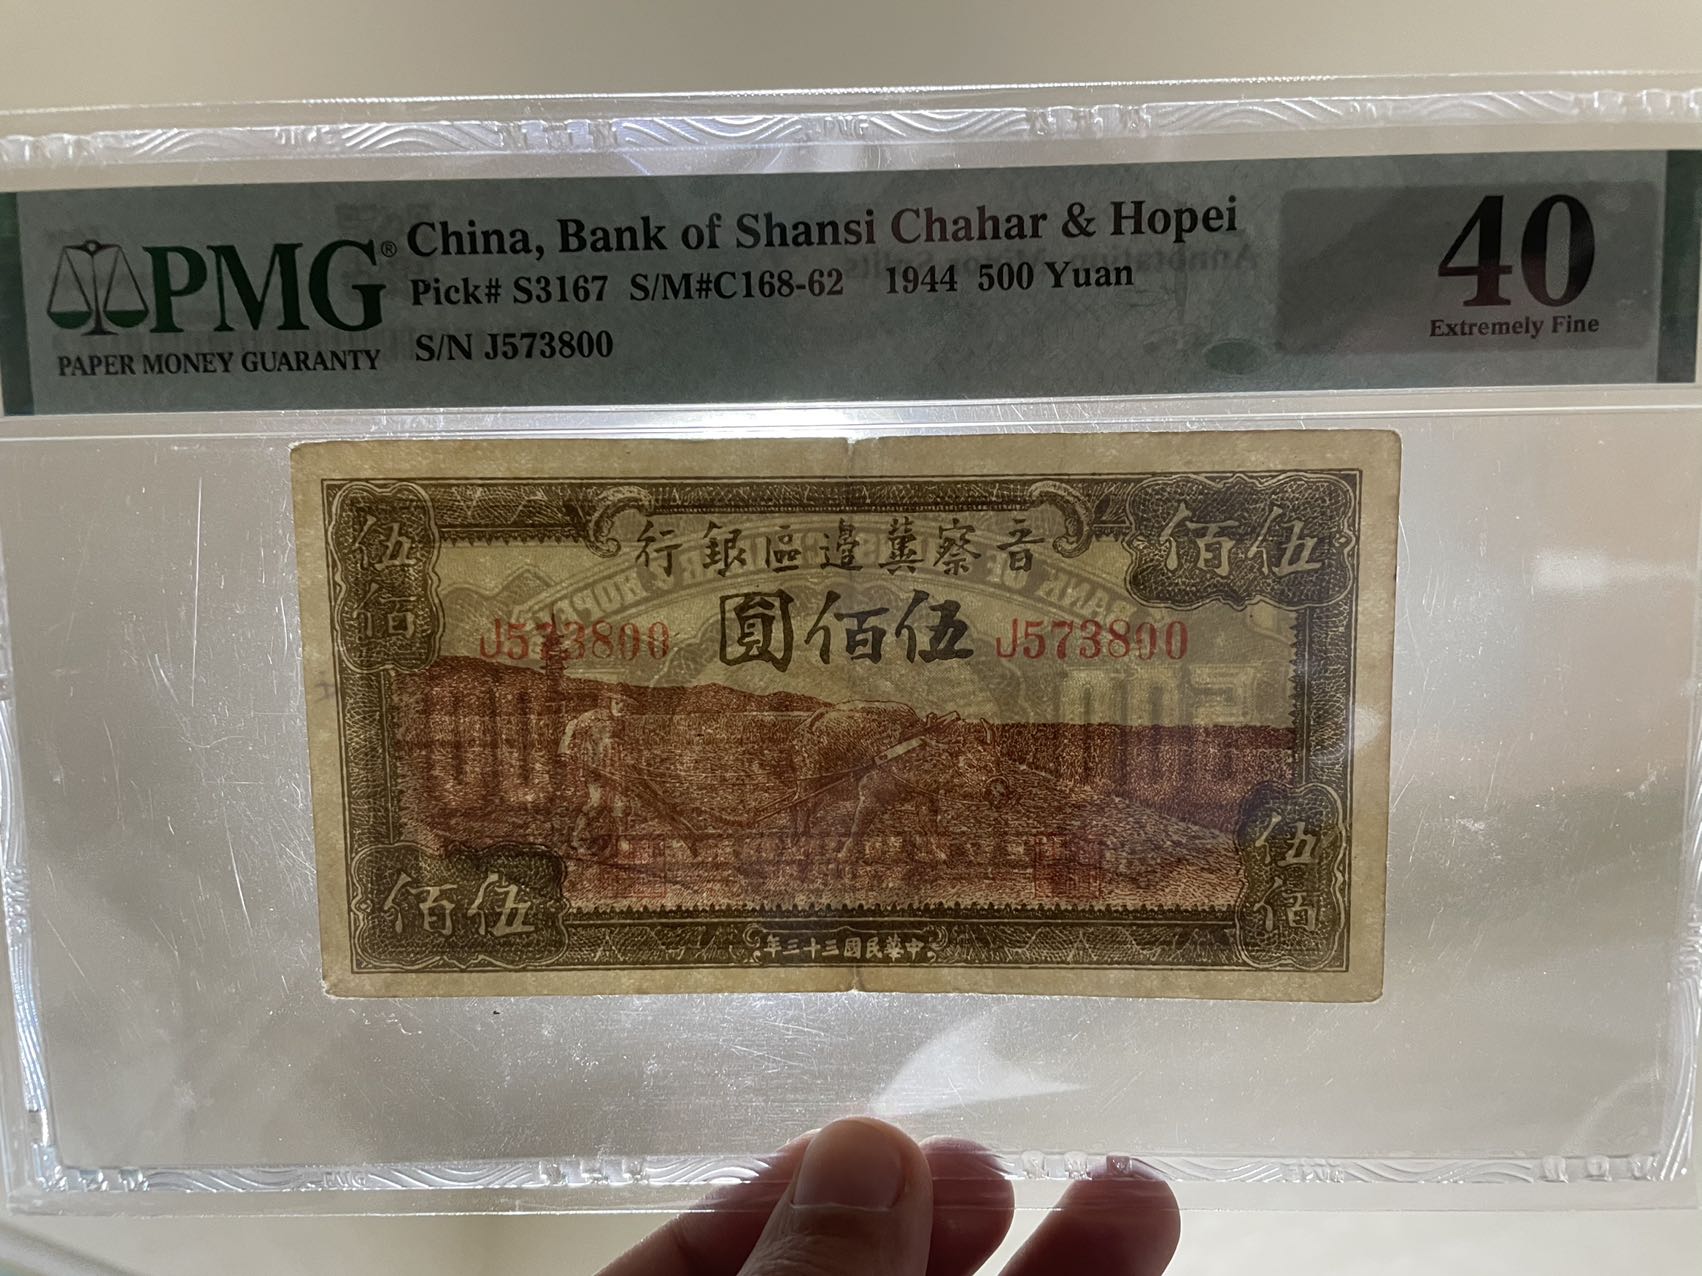 PMG®
PAPER MONEY GUARANTY
China, Bank of Shansi Chahar & Hopei
Pick# S3167 S/M#C168-62 1944 500 Yuan
S/N J573800
40
Extremely Fine
晉察冀邊區銀行
伍佰
伍佰
伍佰圓
J573800
J573800
伍佰
伍佰
中華民國三十三年